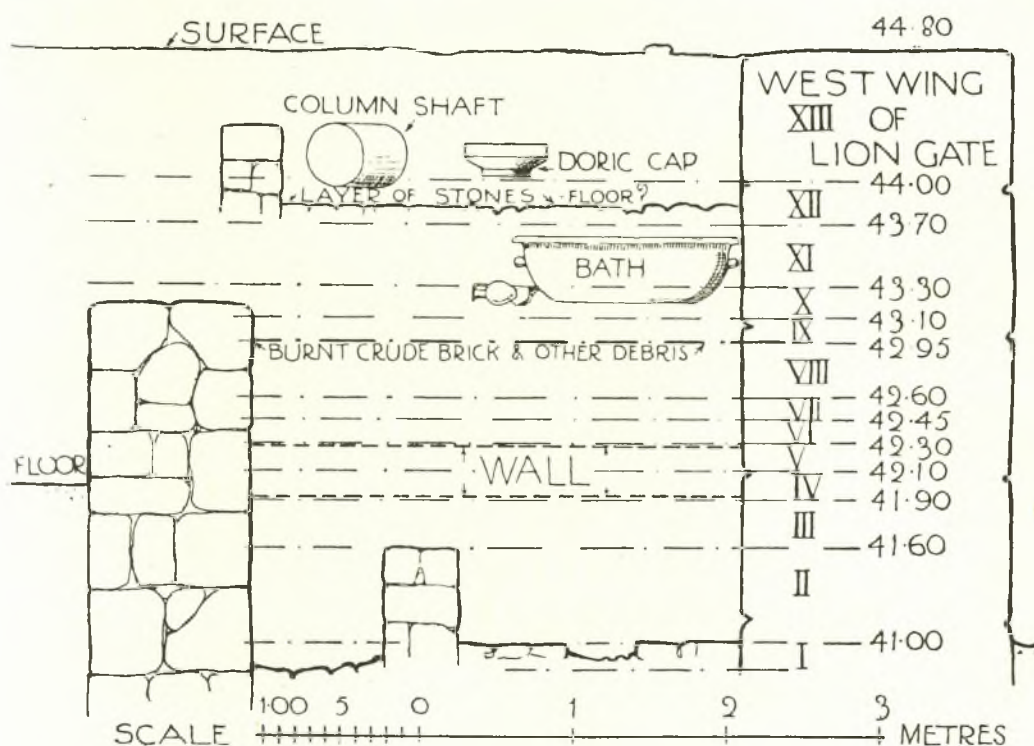 SURFACE
44·80
WEST WING
XIII OF
LION GATE
COLUMN SHAFT
DORIC CAP
44·00
LAYER OF STONES FLOOR?
XII
43·70
BATH
XI
43·30
X
43·10
IX
42·95
BURNT CRUDE BRICK & OTHER DEBRIS
VIII
42·60
VII
42·45
VI
42·30
FLOOR
WALL
V
42·10
IV
41·90
III
41·60
II
41·00
I
1·00 5 0 1 2 3
SCALE METRES